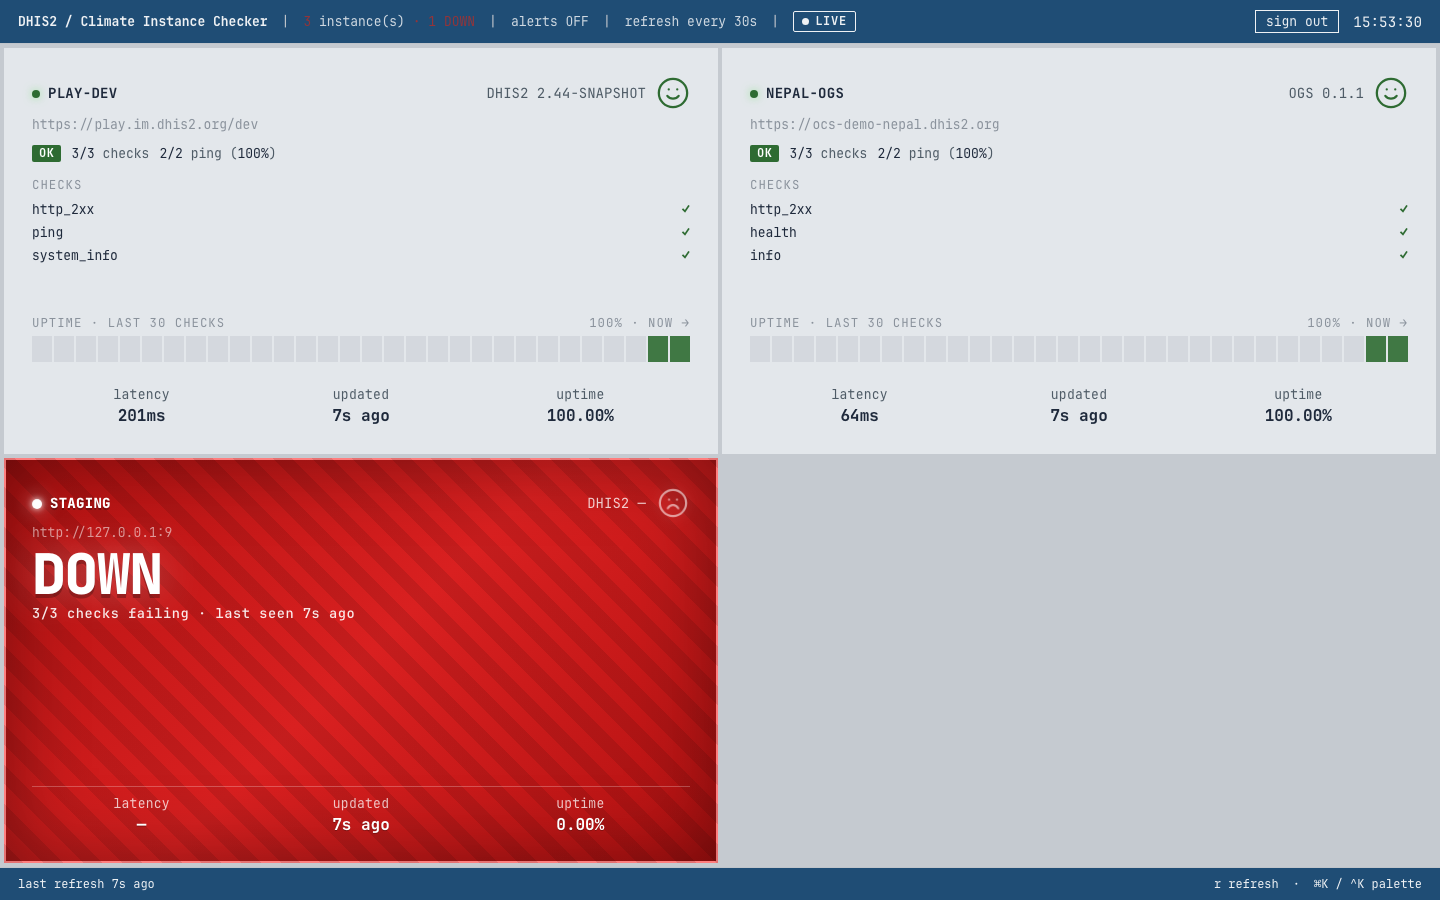 DHIS2 / Climate Instance Checker | 3 instance(s) · 1 DOWN | alerts OFF | refresh every 30s | LIVE sign out 15:53:30
PLAY-DEV DHIS2 2.44-SNAPSHOT
https://play.im.dhis2.org/dev
OK 3/3 checks 2/2 ping (100%)
CHECKS
http_2xx ✓
ping ✓
system_info ✓
UPTIME · LAST 30 CHECKS 100% · NOW →
latency updated uptime
201ms 7s ago 100.00%
NEPAL-OGS OGS 0.1.1
https://ocs-demo-nepal.dhis2.org
OK 3/3 checks 2/2 ping (100%)
CHECKS
http_2xx ✓
health ✓
info ✓
UPTIME · LAST 30 CHECKS 100% · NOW →
latency updated uptime
64ms 7s ago 100.00%
STAGING DHIS2 —
http://127.0.0.1:9
DOWN
3/3 checks failing · last seen 7s ago
latency updated uptime
— 7s ago 0.00%
last refresh 7s ago r refresh · ⌘K / ^K palette